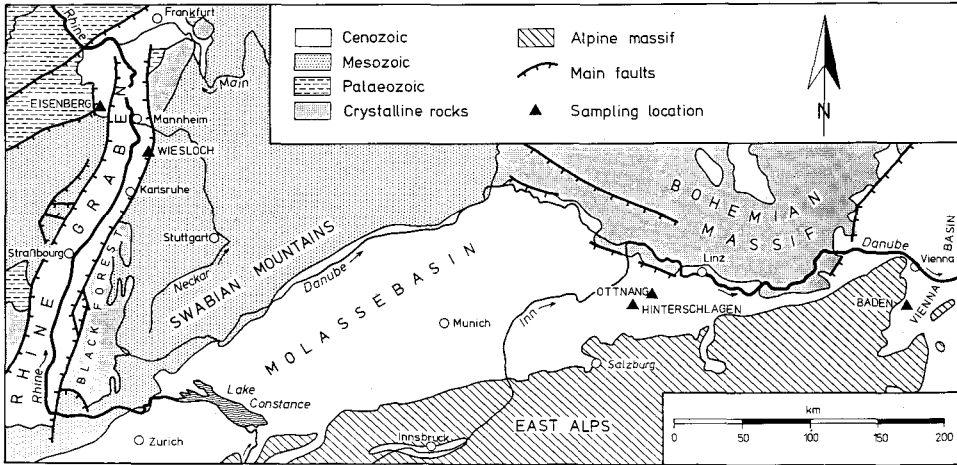 Frankfurt
Rhine
Main
EISENBERG
Mannheim
WIESLOCH
Karlsruhe
RHINE GRABEN
Straßbourg
Stuttgart
Neckar
BLACK FOREST
SWABIAN MOUNTAINS
Danube
MOLASSEBASIN
Rhine
Lake
Constance
Zurich
Munich
Inn
Innsbruck
EAST ALPS
Salzburg
OTTNANG
HINTERSCHLAGEN
Linz
BOHEMIAN
MASSIF
Danube
Vienna
BADEN
VIENNA BASIN
Cenozoic
Mesozoic
Palaeozoic
Crystalline rocks
Alpine massif
Main faults
Sampling location
N
km
0 50 100 150 200